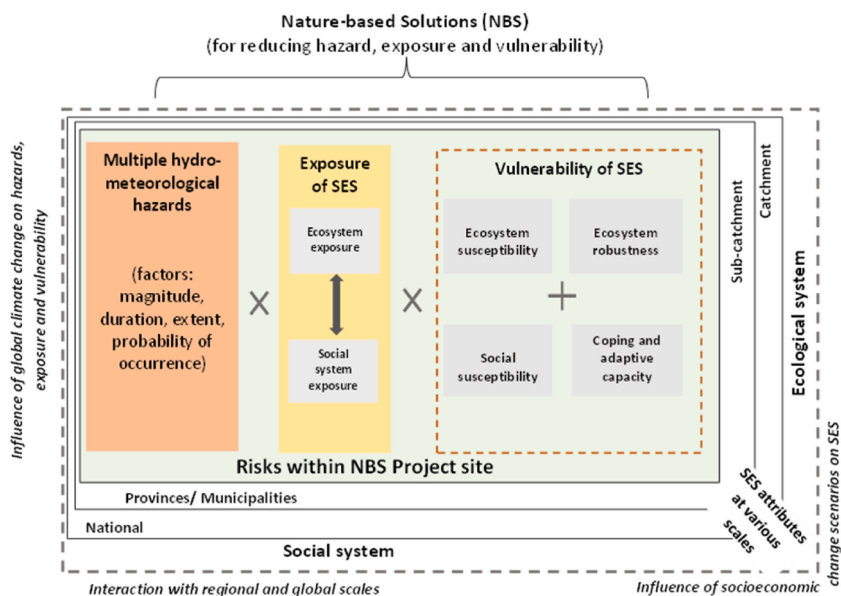 Nature-based Solutions (NBS)
(for reducing hazard, exposure and vulnerability)
Influence of global climate change on hazards,
exposure and vulnerability
Multiple hydro-
meteorological
hazards
(factors:
magnitude,
duration, extent,
probability of
occurrence)
×
Exposure
of SES
Ecosystem
exposure
Social
system
exposure
×
Vulnerability of SES
Ecosystem
susceptibility
Ecosystem
robustness
+
Social
susceptibility
Coping and
adaptive
capacity
Risks within NBS Project site
Sub-catchment
Catchment
Ecological system
Provinces/ Municipalities
National
Social system
SES attributes
at various
scales
Interaction with regional and global scales
Influence of socioeconomic
change scenarios on SES